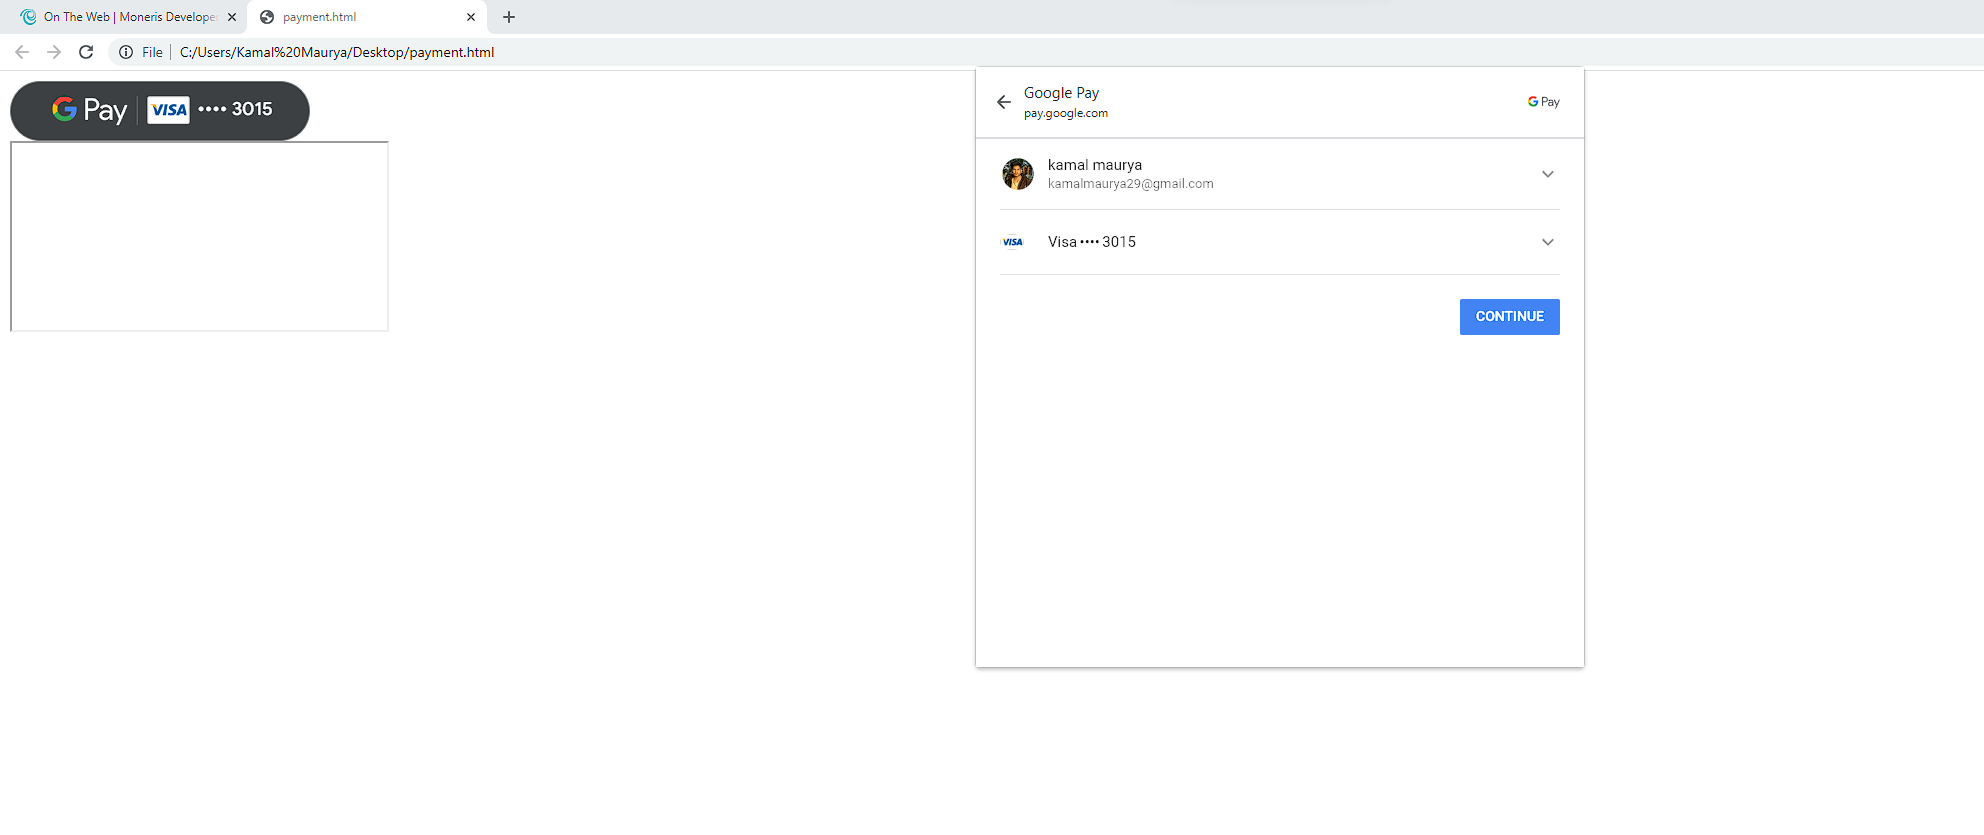 On The Web | Moneris Develope
payment.html
File
C:/Users/Kamal%20Maurya/Desktop/payment.html
G Pay VISA •••• 3015
Google Pay
pay.google.com
G Pay
kamal maurya
kamalmaurya29@gmail.com
VISA Visa •••• 3015
CONTINUE